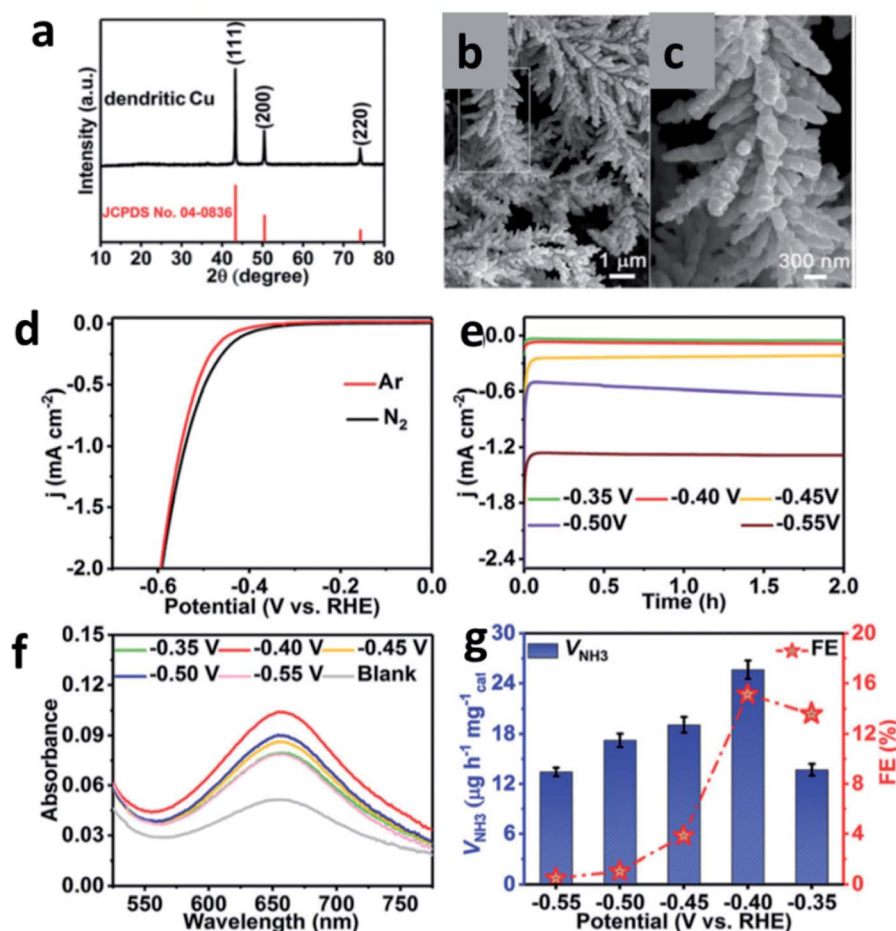 a
Intensity (a.u.)
dendritic Cu
(111)
(200)
(220)
JCPDS No. 04-0836
10 20 30 40 50 60 70 80
2θ (degree)
b
1 μm
c
300 nm
d
j (mA cm⁻²)
0.0
-0.5
-1.0
-1.5
-2.0
Ar
N₂
-0.6 -0.4 -0.2 0.0
Potential (V vs. RHE)
e
j (mA cm⁻²)
0.0
-0.6
-1.2
-1.8
-2.4
-0.35 V -0.40 V -0.45V
-0.50V -0.55V
0.0 0.5 1.0 1.5 2.0
Time (h)
f
Absorbance
0.15
0.12
0.09
0.06
0.03
0.00
-0.35 V -0.40 V -0.45 V
-0.50 V -0.55 V Blank
550 600 650 700 750
Wavelength (nm)
g
V_NH3 (μg h⁻¹ mg⁻¹_cat)
30
24
18
12
6
0
V_NH3
FE
20
16
12
8
4
0
FE (%)
-0.55 -0.50 -0.45 -0.40 -0.35
Potential (V vs. RHE)